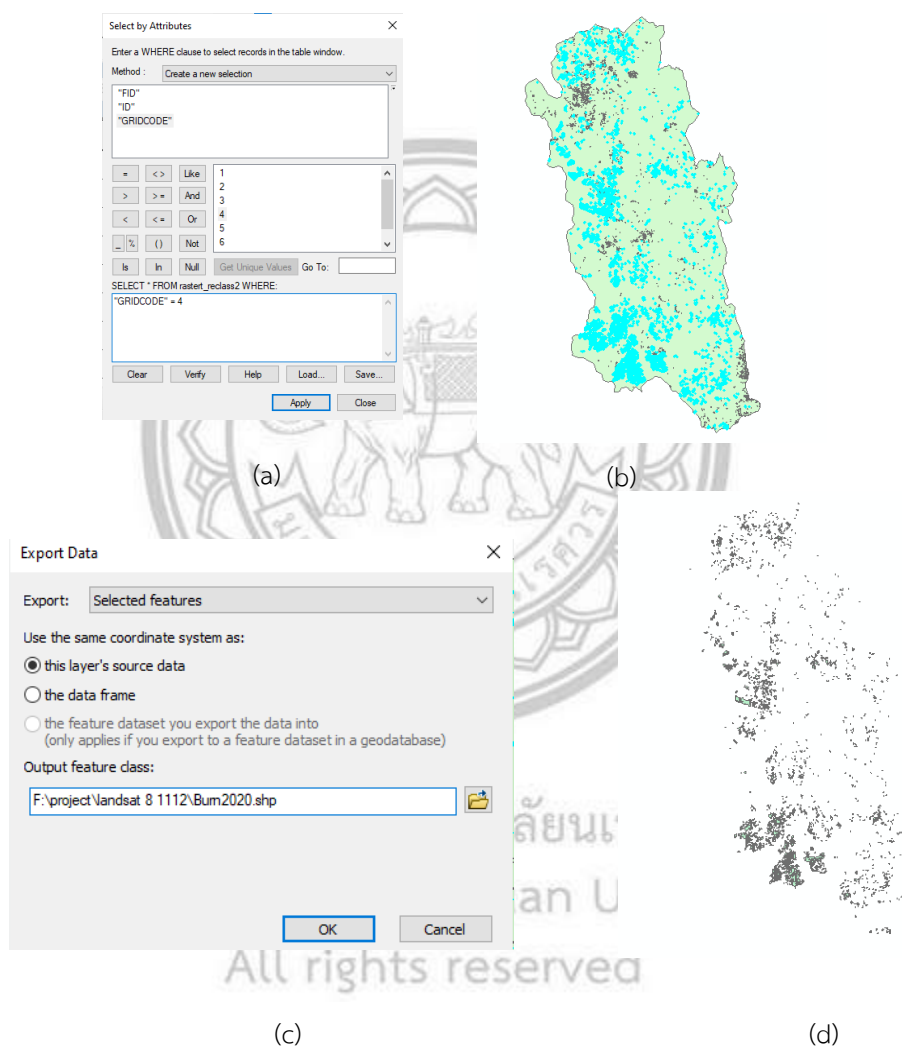 Select by Attributes
Enter a WHERE clause to select records in the table window.
Method : Create a new selection
"FID"
"ID"
"GRIDCODE"
= <> Like 1
2
> > = And 3
4
< < = Or 5
_ % () Not 6
Is In Null Get Unique Values Go To:
SELECT * FROM rastert_reclass2 WHERE:
"GRIDCODE" = 4
Clear Verify Help Load... Save...
Apply Close
(a) (b)
Export Data
Export: Selected features
Use the same coordinate system as:
this layer's source data
the data frame
the feature dataset you export the data into
(only applies if you export to a feature dataset in a geodatabase)
Output feature class:
F:\project\landsat 8 1112\Burn2020.shp
OK Cancel
All rights reserved
(c) (d)